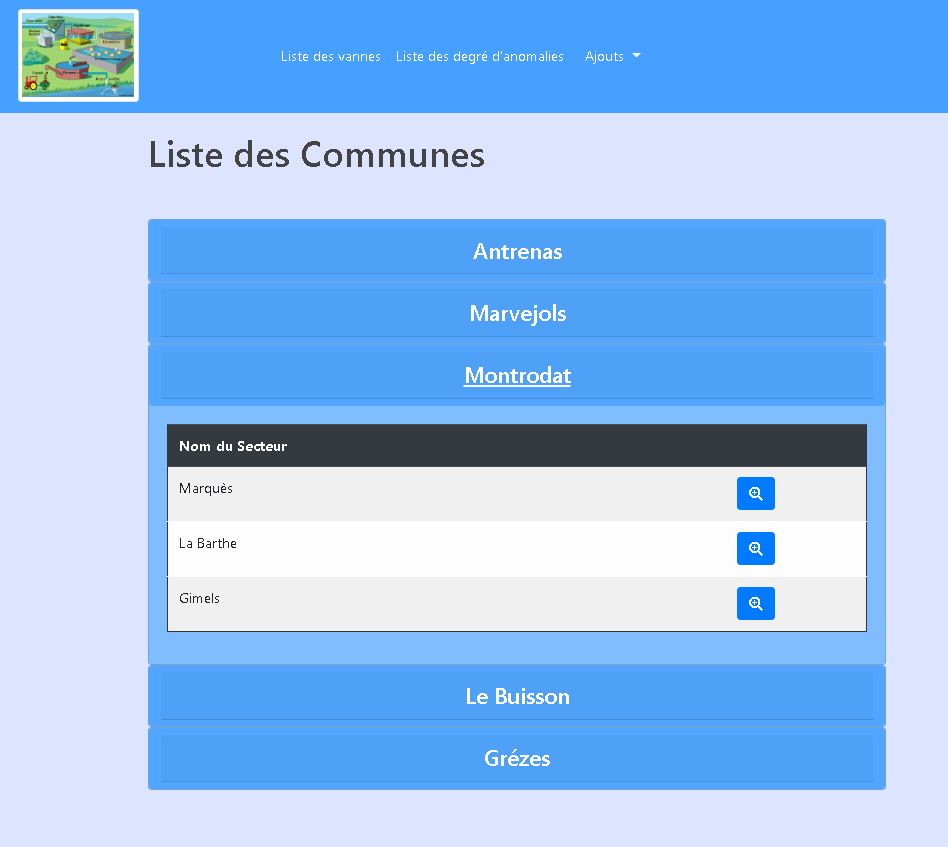 Liste des vannes Liste des degré d'anomalies Ajouts
Liste des Communes
Antrenas
Marvejols
Montrodat
Nom du Secteur
Marquès
La Barthe
Gimels
Le Buisson
Grézes